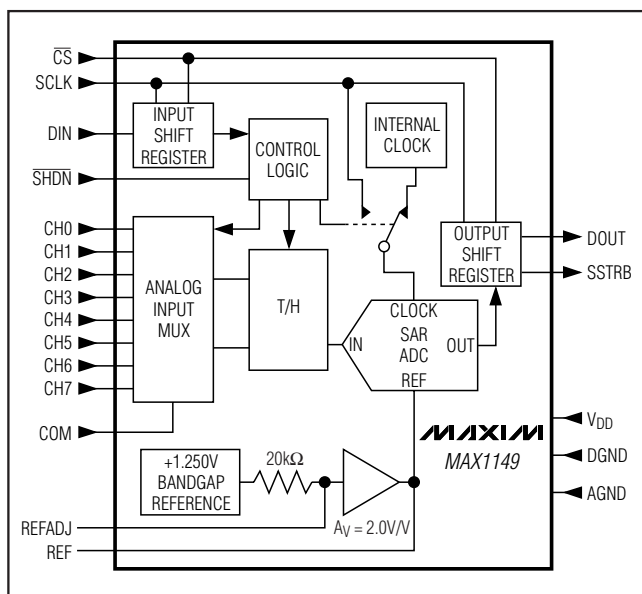 CS
SCLK
DIN
SHDN
INPUT
SHIFT
REGISTER
CONTROL
LOGIC
INTERNAL
CLOCK
CH0
CH1
CH2
CH3
CH4
CH5
CH6
CH7
COM
ANALOG
INPUT
MUX
T/H
CLOCK
IN
SAR
ADC
OUT
REF
OUTPUT
SHIFT
REGISTER
DOUT
SSTRB
+1.250V
BANDGAP
REFERENCE
20kΩ
AV = 2.0V/V
REFADJ
REF
MAXIM
MAX1149
VDD
DGND
AGND